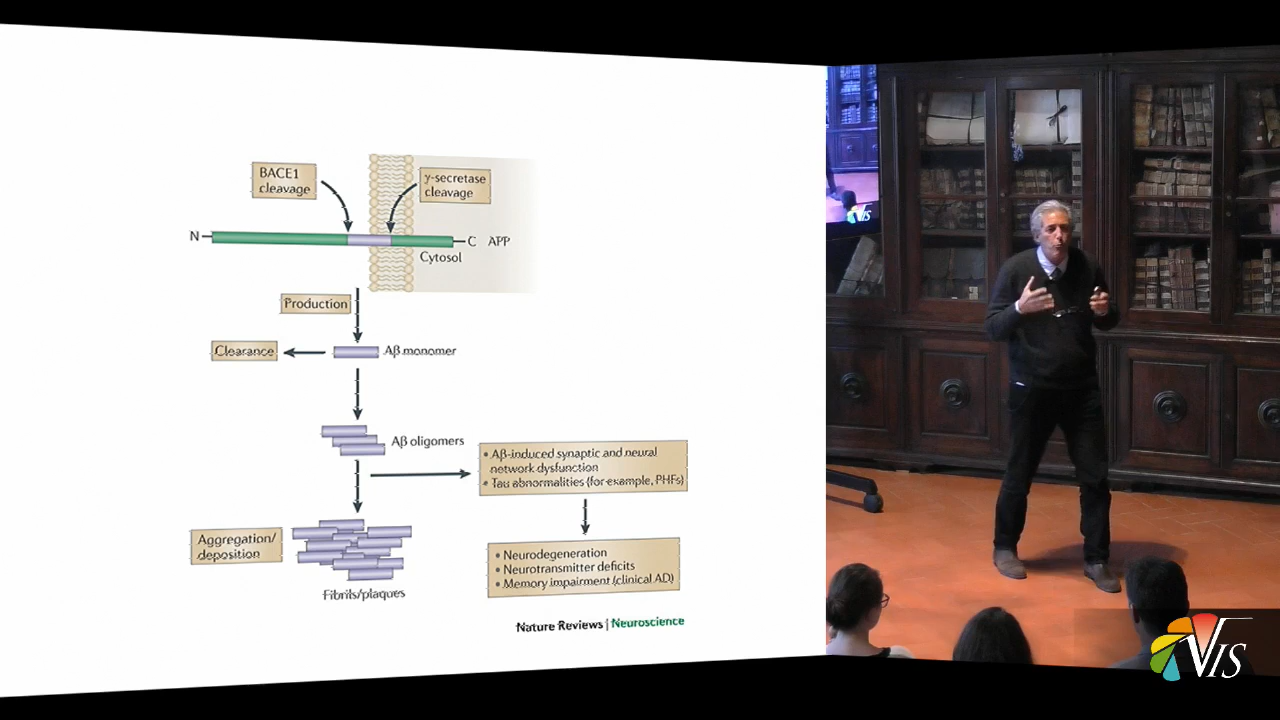 BACE1
cleavage
γ-secretase
cleavage
N
C APP
Cytosol
Production
Clearance
Aβ monomer
Aβ oligomers
• Aβ-induced synaptic and neural
network dysfunction
• Tau abnormalities (for example, PHFs)
Aggregation/
deposition
Fibrils/plaques
• Neurodegeneration
• Neurotransmitter deficits
• Memory impairment (clinical AD)
Nature Reviews | Neuroscience
VIS
VIS